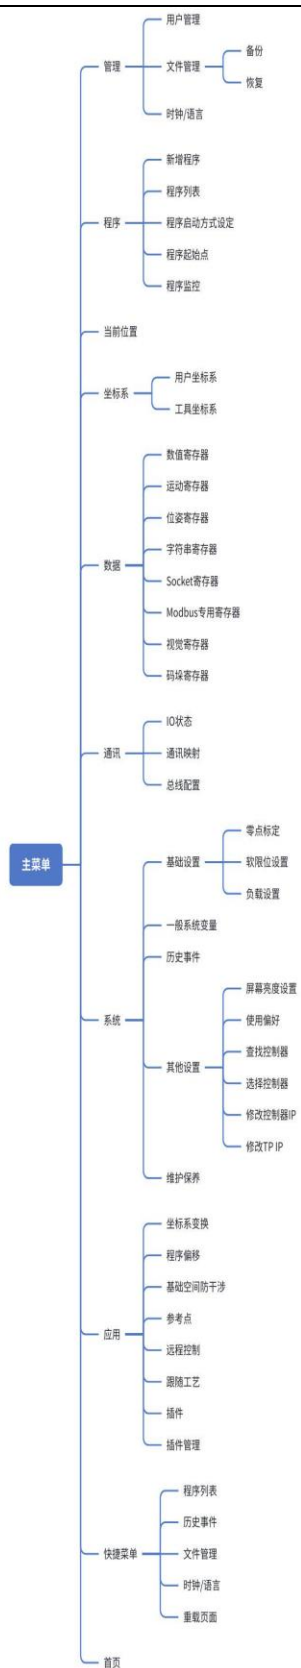 主菜单
管理
用户管理
文件管理
备份
恢复
时钟/语言
程序
新增程序
程序列表
程序启动方式设定
程序起始点
程序监控
当前位置
坐标系
用户坐标系
工具坐标系
数据
数值寄存器
运动寄存器
位姿寄存器
字符串寄存器
Socket寄存器
Modbus专用寄存器
视觉寄存器
码垛寄存器
通讯
IO状态
通讯映射
总线配置
系统
基础设置
零点标定
软限位设置
负载设置
一般系统变量
历史事件
其他设置
屏幕亮度设置
使用偏好
查找控制器
选择控制器
修改控制器IP
修改TP IP
维护保养
应用
坐标系变换
程序偏移
基础空间防干涉
参考点
远程控制
跟随工艺
插件
插件管理
快捷菜单
程序列表
历史事件
文件管理
时钟/语言
重载页面
首页